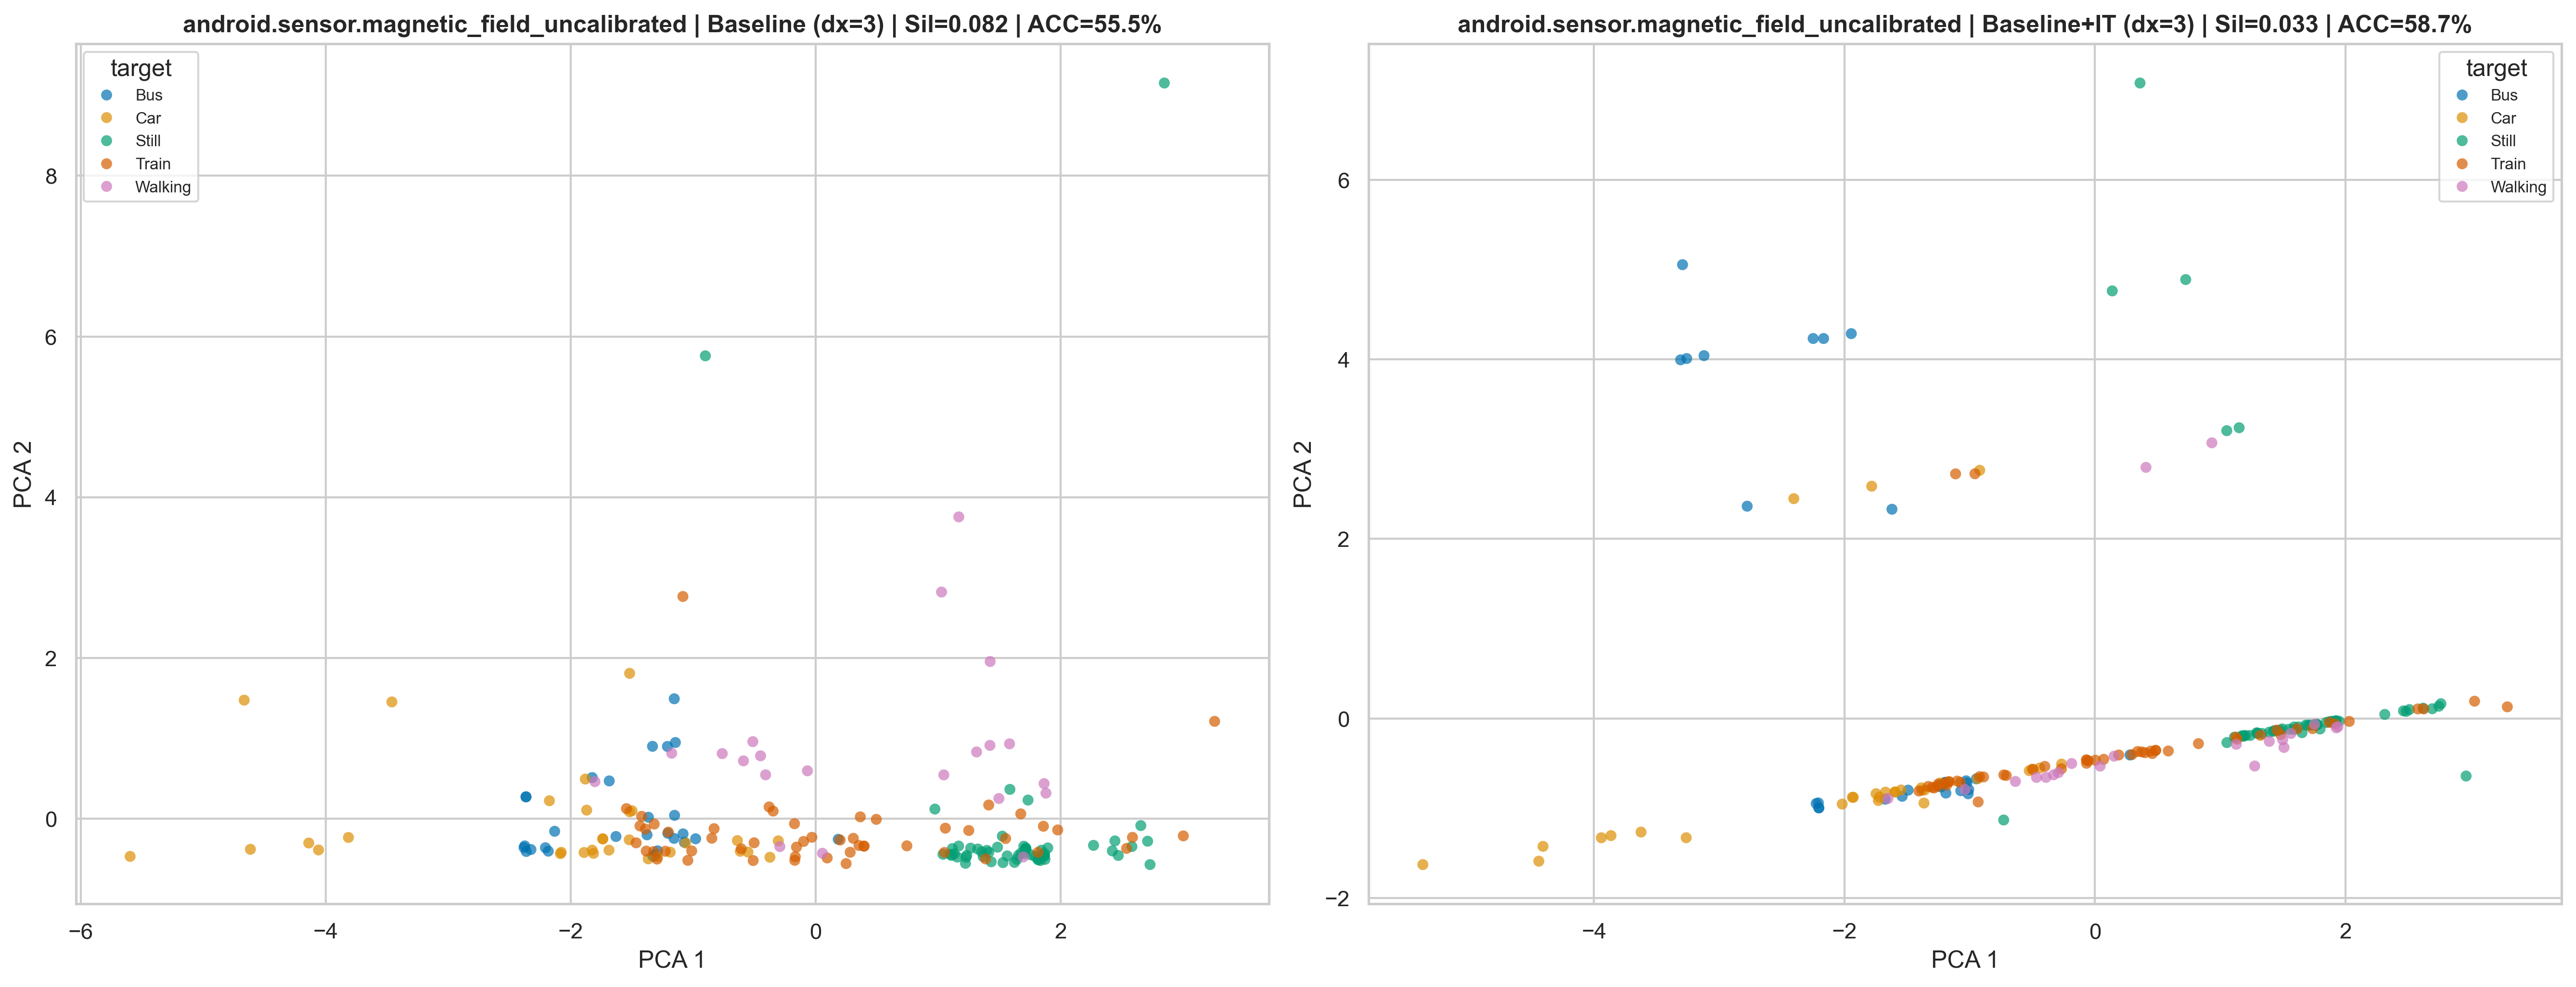 android.sensor.magnetic_field_uncalibrated | Baseline (dx=3) | Sil=0.082 | ACC=55.5%
target
Bus
Car
Still
Train
Walking
8
6
4
2
0
PCA 2
−6
−4
−2
0
2
PCA 1
android.sensor.magnetic_field_uncalibrated | Baseline+IT (dx=3) | Sil=0.033 | ACC=58.7%
target
Bus
Car
Still
Train
Walking
6
4
2
0
−2
PCA 2
−4
−2
0
2
PCA 1